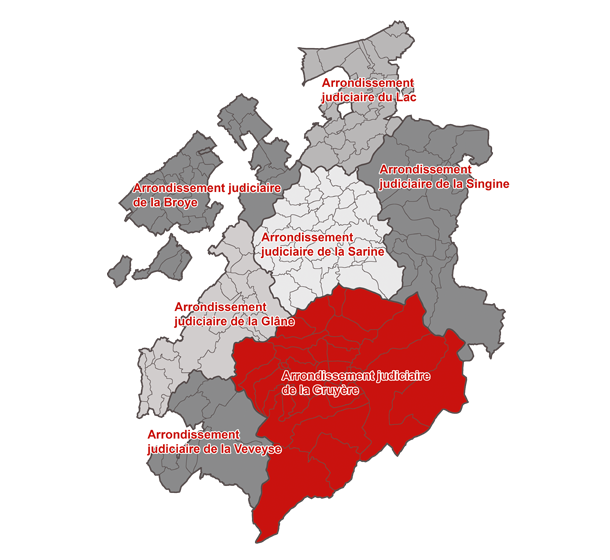 Arrondissement
judiciaire du Lac
Arrondissement
judiciaire de la Singine
Arrondissement judiciaire
de la Broye
Arrondissement
judiciaire de la Sarine
Arrondissement
judiciaire de la Glâne
Arrondissement judiciaire
de la Gruyère
Arrondissement
judiciaire de la Veveyse